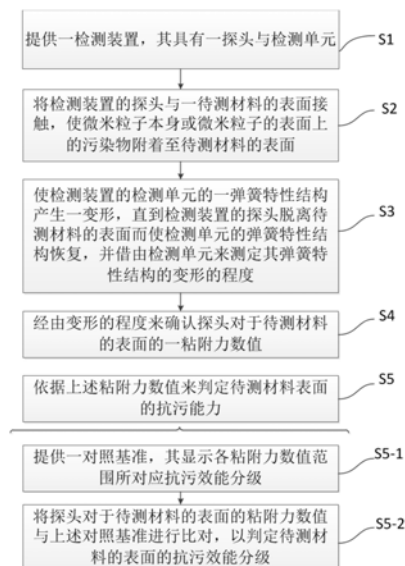 提供一检测装置，其具有一探头与检测单元
S1
将检测装置的探头与一待测材料的表面接
触，使微米粒子本身或微米粒子的表面上
的污染物附着至待测材料的表面
S2
使检测装置的检测单元的一弹簧特性结构
产生一变形，直到检测装置的探头脱离待
测材料的表面而使检测单元的弹簧特性结
构恢复，并借由检测单元来测定其弹簧特
性结构的变形的程度
S3
经由变形的程度来确认探头对于待测材料
的表面的一粘附力数值
S4
依据上述粘附力数值来判定待测材料表面
的抗污能力
S5
提供一对照基准，其显示各粘附力数值范
围所对应抗污效能分级
S5-1
将探头对于待测材料的表面的粘附力数值
与上述对照基准进行比对，以判定待测材
料的表面的抗污效能分级
S5-2